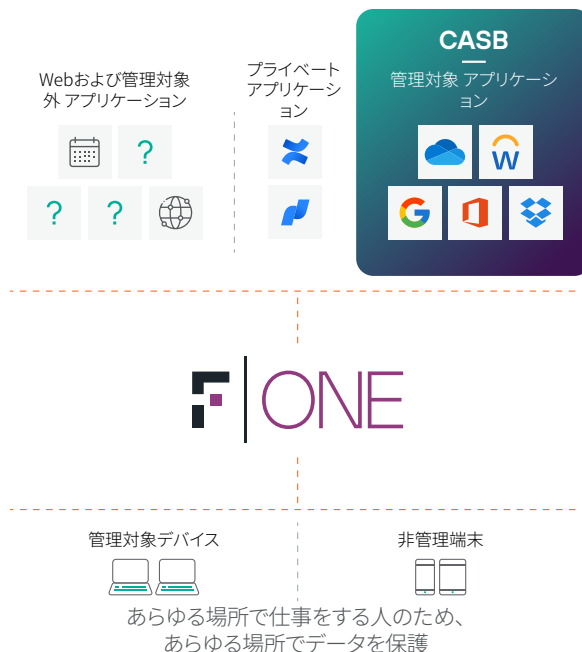 Webおよび管理対象
外 アプリケーション
?
?
?
プライベート
アプリケーシ
ョン
CASB
管理対象 アプリケーシ
ョン
W
G
F ONE
管理対象デバイス
非管理端末
あらゆる場所で仕事をする人のため、
あらゆる場所でデータを保護